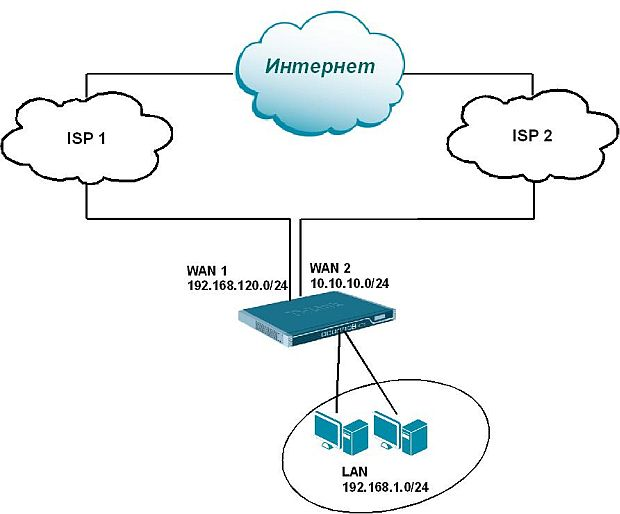 Интернет
ISP 1
ISP 2
WAN 1
192.168.120.0/24
WAN 2
10.10.10.0/24
D-Link
LAN
192.168.1.0/24